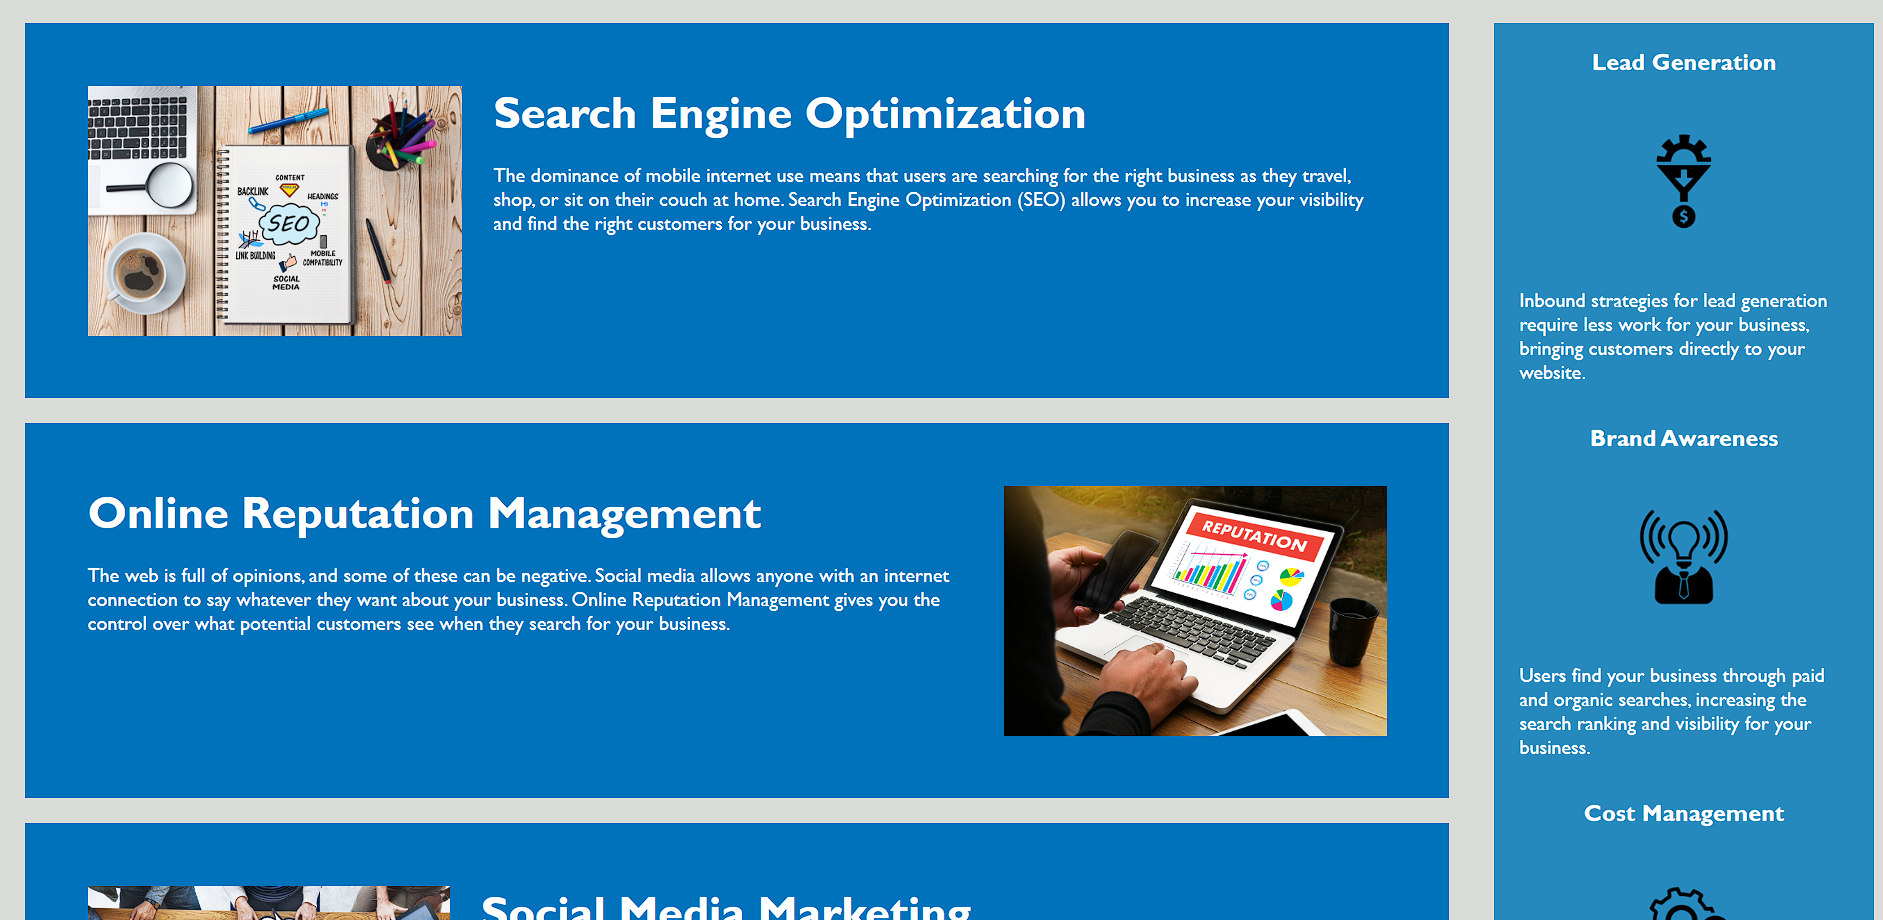 Search Engine Optimization
The dominance of mobile internet use means that users are searching for the right business as they travel,
shop, or sit on their couch at home. Search Engine Optimization (SEO) allows you to increase your visibility
and find the right customers for your business.
CONTENT
BACKLINK
HEADINGS
H1
SEO
LINK BUILDING
MOBILE
COMPATIBILITY
SOCIAL
MEDIA
Online Reputation Management
The web is full of opinions, and some of these can be negative. Social media allows anyone with an internet
connection to say whatever they want about your business. Online Reputation Management gives you the
control over what potential customers see when they search for your business.
REPUTATION
Social Media Marketing
Lead Generation
$
Inbound strategies for lead generation
require less work for your business,
bringing customers directly to your
website.
Brand Awareness
Users find your business through paid
and organic searches, increasing the
search ranking and visibility for your
business.
Cost Management